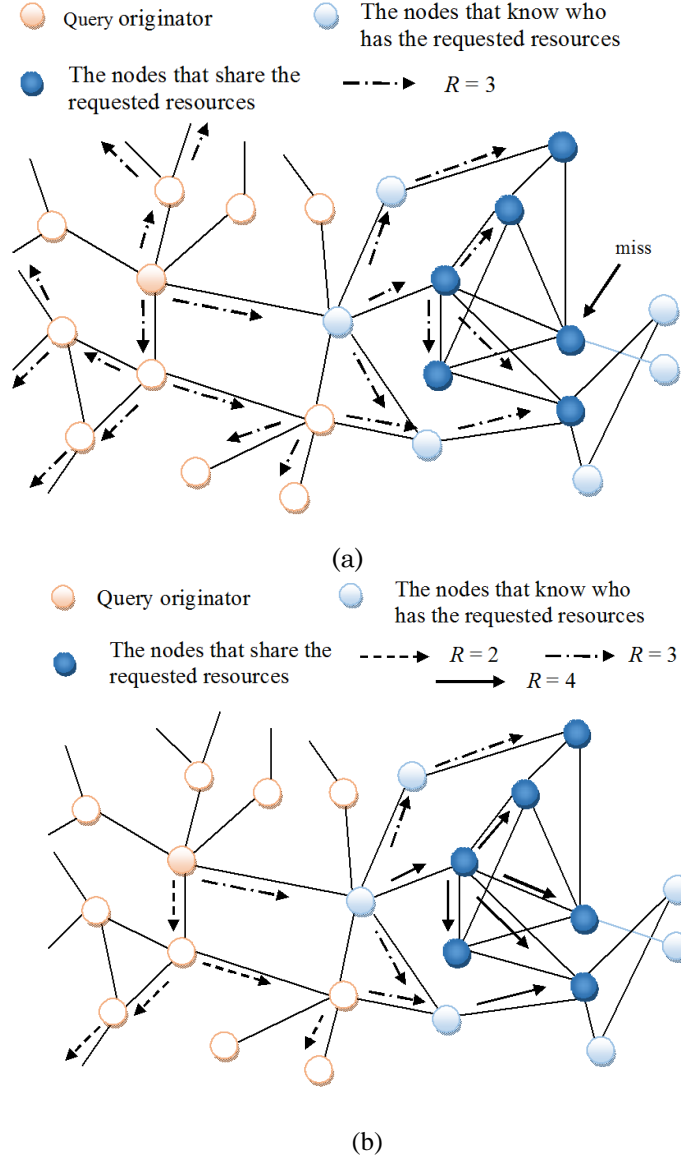 Query originator
The nodes that know who
has the requested resources
The nodes that share the
requested resources
R = 3
miss
(a)
Query originator
The nodes that know who
has the requested resources
The nodes that share the
requested resources
R = 2
R = 3
R = 4
(b)